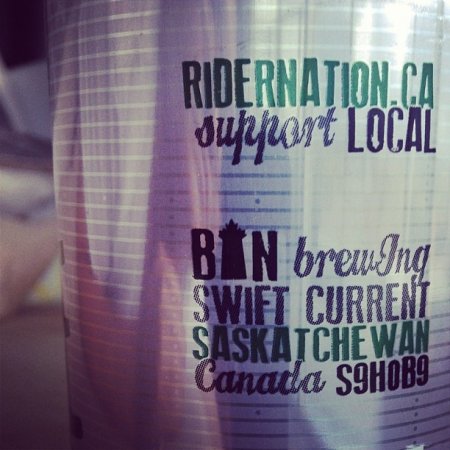 RIDERNATION.CA
support LOCAL
BIN brewIng
SWIFT CURRENT
SASKATCHEWAN
Canada S9H0B9